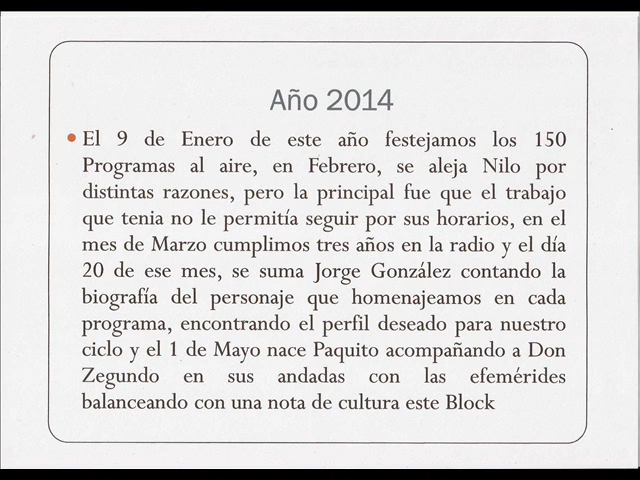 Año 2014
• El 9 de Enero de este año festejamos los 150
Programas al aire, en Febrero, se aleja Nilo por
distintas razones, pero la principal fue que el trabajo
que tenia no le permitía seguir por sus horarios, en el
mes de Marzo cumplimos tres años en la radio y el día
20 de ese mes, se suma Jorge González contando la
biografía del personaje que homenajeamos en cada
programa, encontrando el perfil deseado para nuestro
ciclo y el 1 de Mayo nace Paquito acompañando a Don
Zegundo en sus andadas con las efemérides
balanceando con una nota de cultura este Block